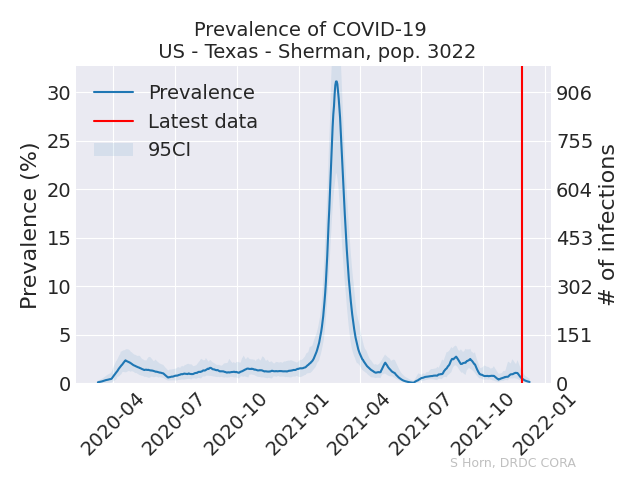 Prevalence of COVID-19
US - Texas - Sherman, pop. 3022
Prevalence
Latest data
95CI
Prevalence (%)
30
25
20
15
10
5
0
906
755
604
453
302
151
0
# of infections
2020-04
2020-07
2020-10
2021-01
2021-04
2021-07
2021-10
2022-01
S Horn, DRDC CORA